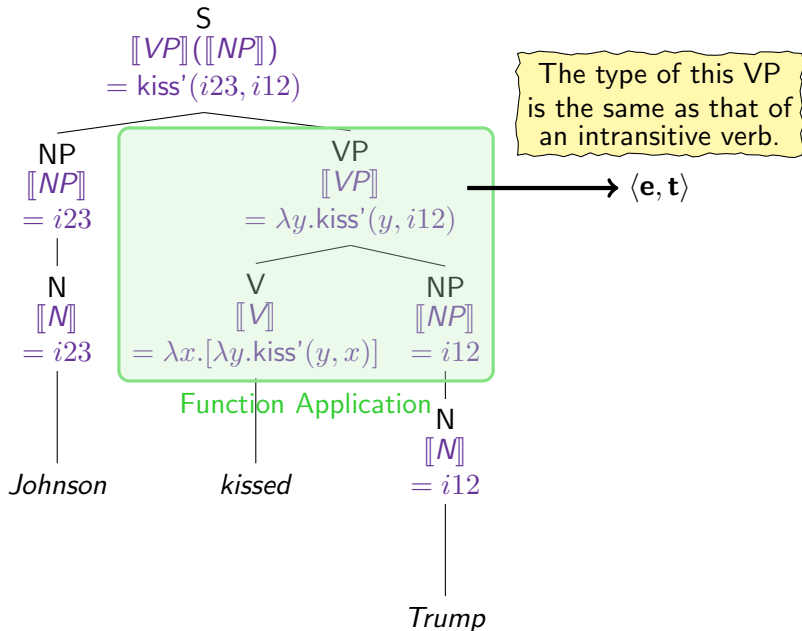 S
⟦VP⟧(⟦NP⟧)
= kiss'(i23, i12)
The type of this VP
is the same as that of
an intransitive verb.
NP
⟦NP⟧
= i23
VP
⟦VP⟧
= λy.kiss'(y, i12)
⟨e, t⟩
N
⟦N⟧
= i23
V
⟦V⟧
= λx.[λy.kiss'(y, x)]
NP
⟦NP⟧
= i12
Function Application
N
⟦N⟧
= i12
Johnson
kissed
Trump